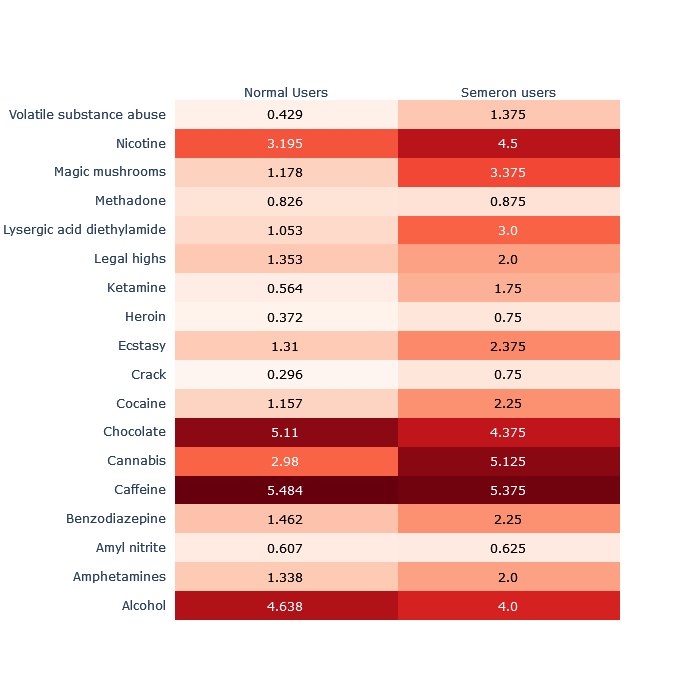 Normal Users Semeron users
Volatile substance abuse 0.429 1.375
Nicotine 3.195 4.5
Magic mushrooms 1.178 3.375
Methadone 0.826 0.875
Lysergic acid diethylamide 1.053 3.0
Legal highs 1.353 2.0
Ketamine 0.564 1.75
Heroin 0.372 0.75
Ecstasy 1.31 2.375
Crack 0.296 0.75
Cocaine 1.157 2.25
Chocolate 5.11 4.375
Cannabis 2.98 5.125
Caffeine 5.484 5.375
Benzodiazepine 1.462 2.25
Amyl nitrite 0.607 0.625
Amphetamines 1.338 2.0
Alcohol 4.638 4.0